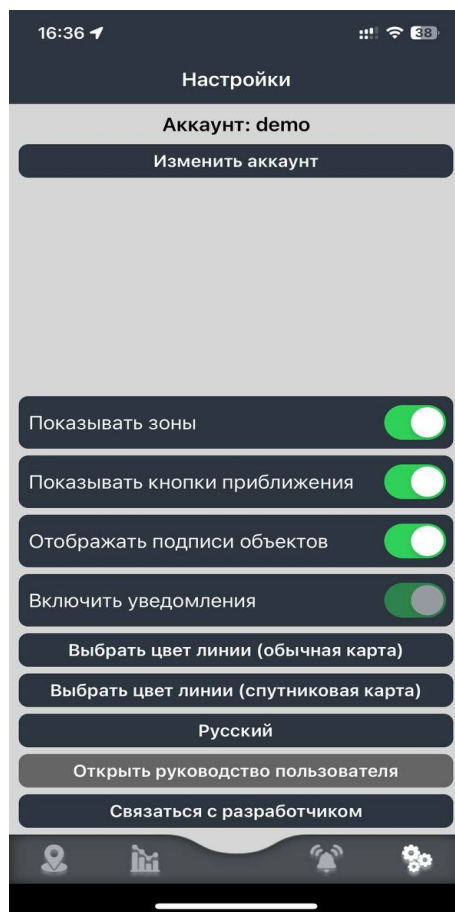 16:36
38
Настройки
Аккаунт: demo
Изменить аккаунт
Показывать зоны
Показывать кнопки приближения
Отображать подписи объектов
Включить уведомления
Выбрать цвет линии (обычная карта)
Выбрать цвет линии (спутниковая карта)
Русский
Открыть руководство пользователя
Связаться с разработчиком